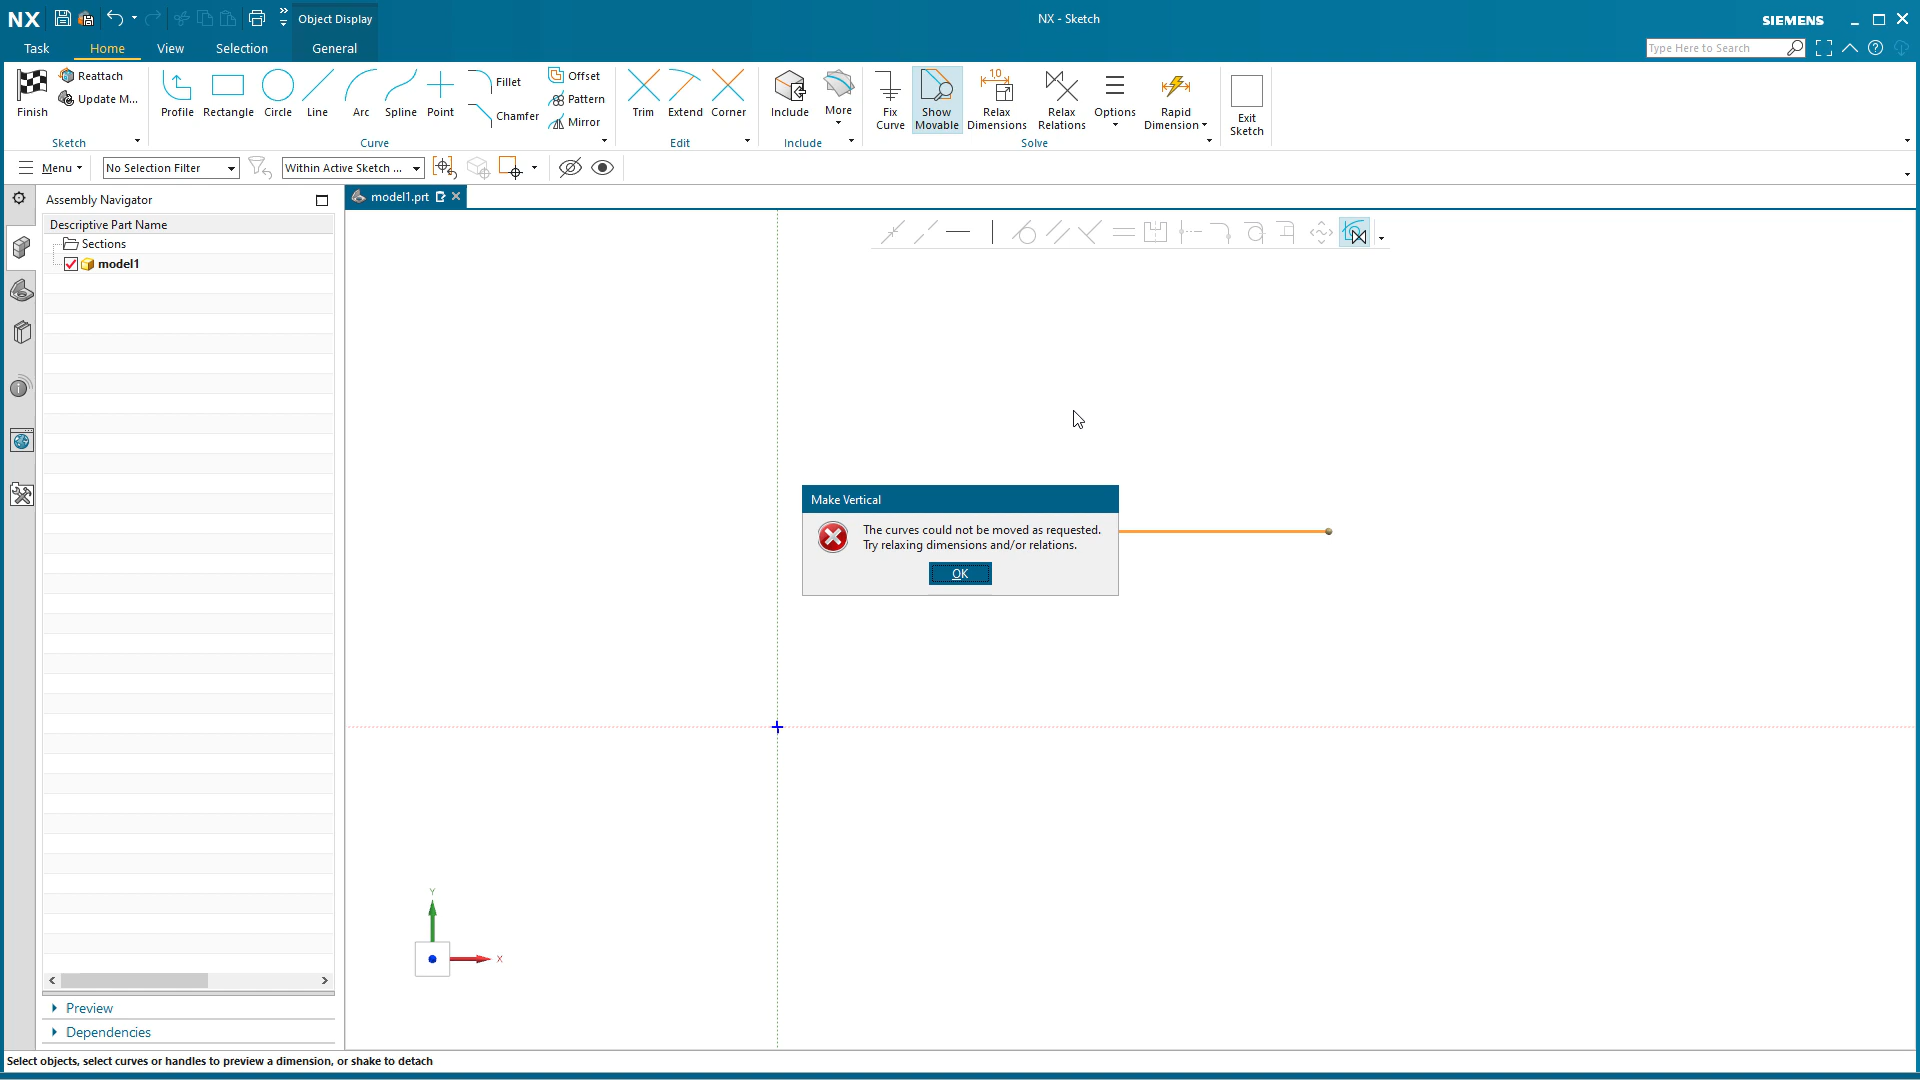 NX
Object Display
NX - Sketch
SIEMENS
Task
Home
View
Selection
General
Type Here to Search
Finish
Reattach
Update M...
Sketch
Profile
Rectangle
Circle
Line
Arc
Spline
Point
Fillet
Chamfer
Offset
Pattern
Mirror
Curve
Trim
Extend
Corner
Edit
Include
More
Include
Fix
Curve
Show
Movable
1,0
Relax
Dimensions
Relax
Relations
Options
Rapid
Dimension
Solve
Exit
Sketch
Menu
No Selection Filter
Within Active Sketch ...
Assembly Navigator
model1.prt
Descriptive Part Name
Sections
model1
Make Vertical
The curves could not be moved as requested.
Try relaxing dimensions and/or relations.
OK
Y
X
Preview
Dependencies
Select objects, select curves or handles to preview a dimension, or shake to detach